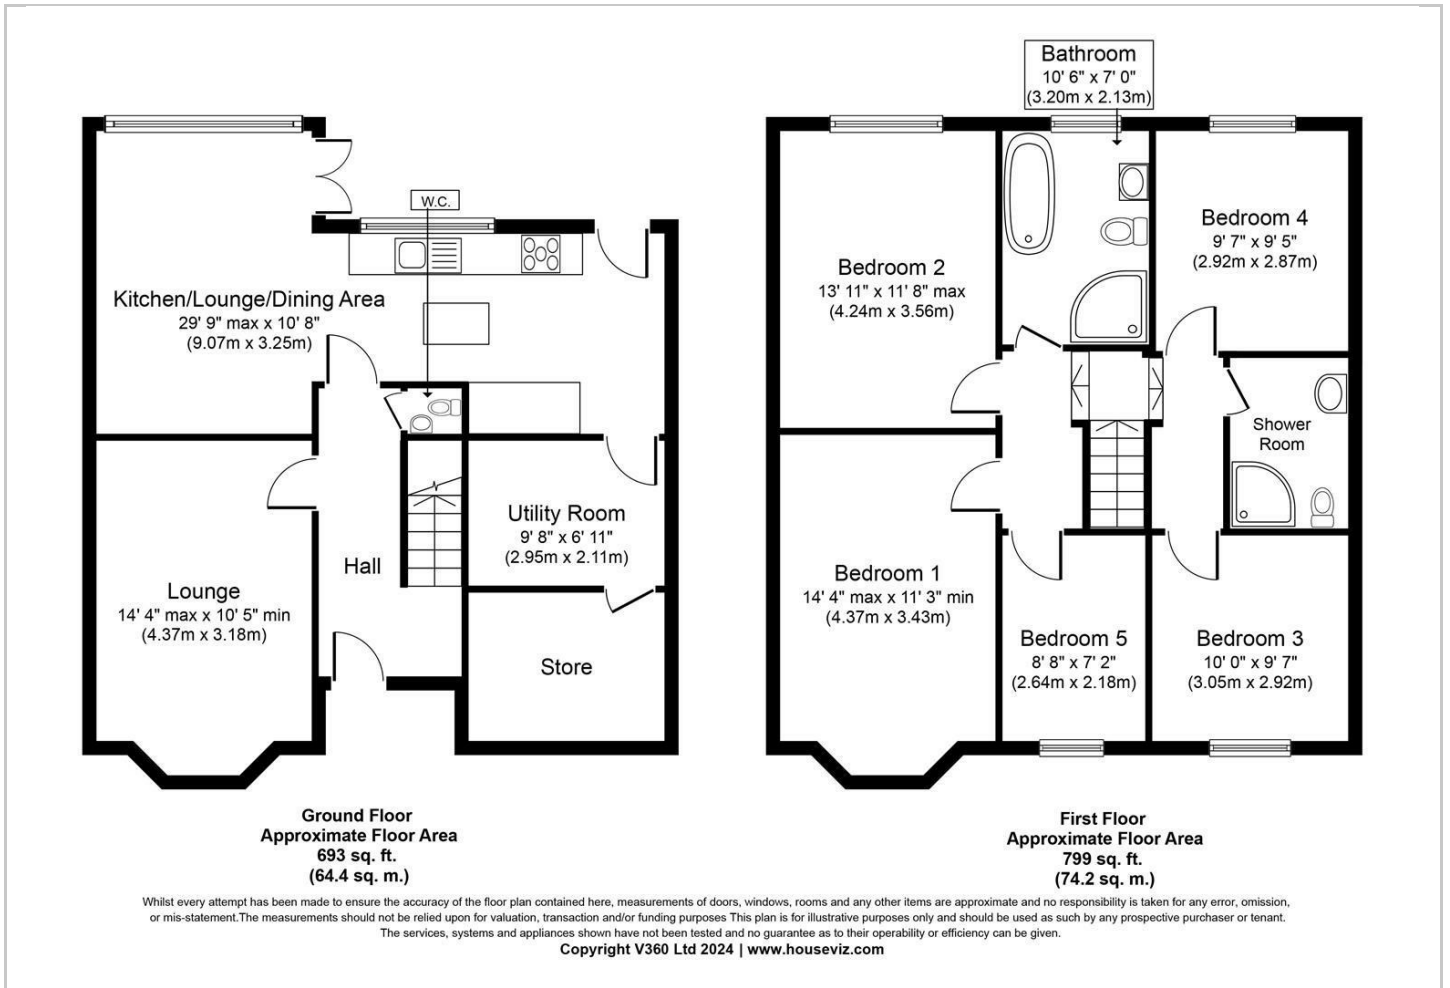 Bathroom
10' 6" x 7' 0"
(3.20m x 2.13m)
W.C.
Kitchen/Lounge/Dining Area
29' 9" max x 10' 8"
(9.07m x 3.25m)
Utility Room
9' 8" x 6' 11"
(2.95m x 2.11m)
Hall
Lounge
14' 4" max x 10' 5" min
(4.37m x 3.18m)
Store
Bedroom 2
13' 11" x 11' 8" max
(4.24m x 3.56m)
Bedroom 4
9' 7" x 9' 5"
(2.92m x 2.87m)
Shower
Room
Bedroom 1
14' 4" max x 11' 3" min
(4.37m x 3.43m)
Bedroom 5
8' 8" x 7' 2"
(2.64m x 2.18m)
Bedroom 3
10' 0" x 9' 7"
(3.05m x 2.92m)
Ground Floor
Approximate Floor Area
693 sq. ft.
(64.4 sq. m.)
First Floor
Approximate Floor Area
799 sq. ft.
(74.2 sq. m.)
Whilst every attempt has been made to ensure the accuracy of the floor plan contained here, measurements of doors, windows, rooms and any other items are approximate and no responsibility is taken for any error, omission,
or mis-statement.The measurements should not be relied upon for valuation, transaction and/or funding purposes This plan is for illustrative purposes only and should be used as such by any prospective purchaser or tenant.
The services, systems and appliances shown have not been tested and no guarantee as to their operability or efficiency can be given.
Copyright V360 Ltd 2024 | www.houseviz.com